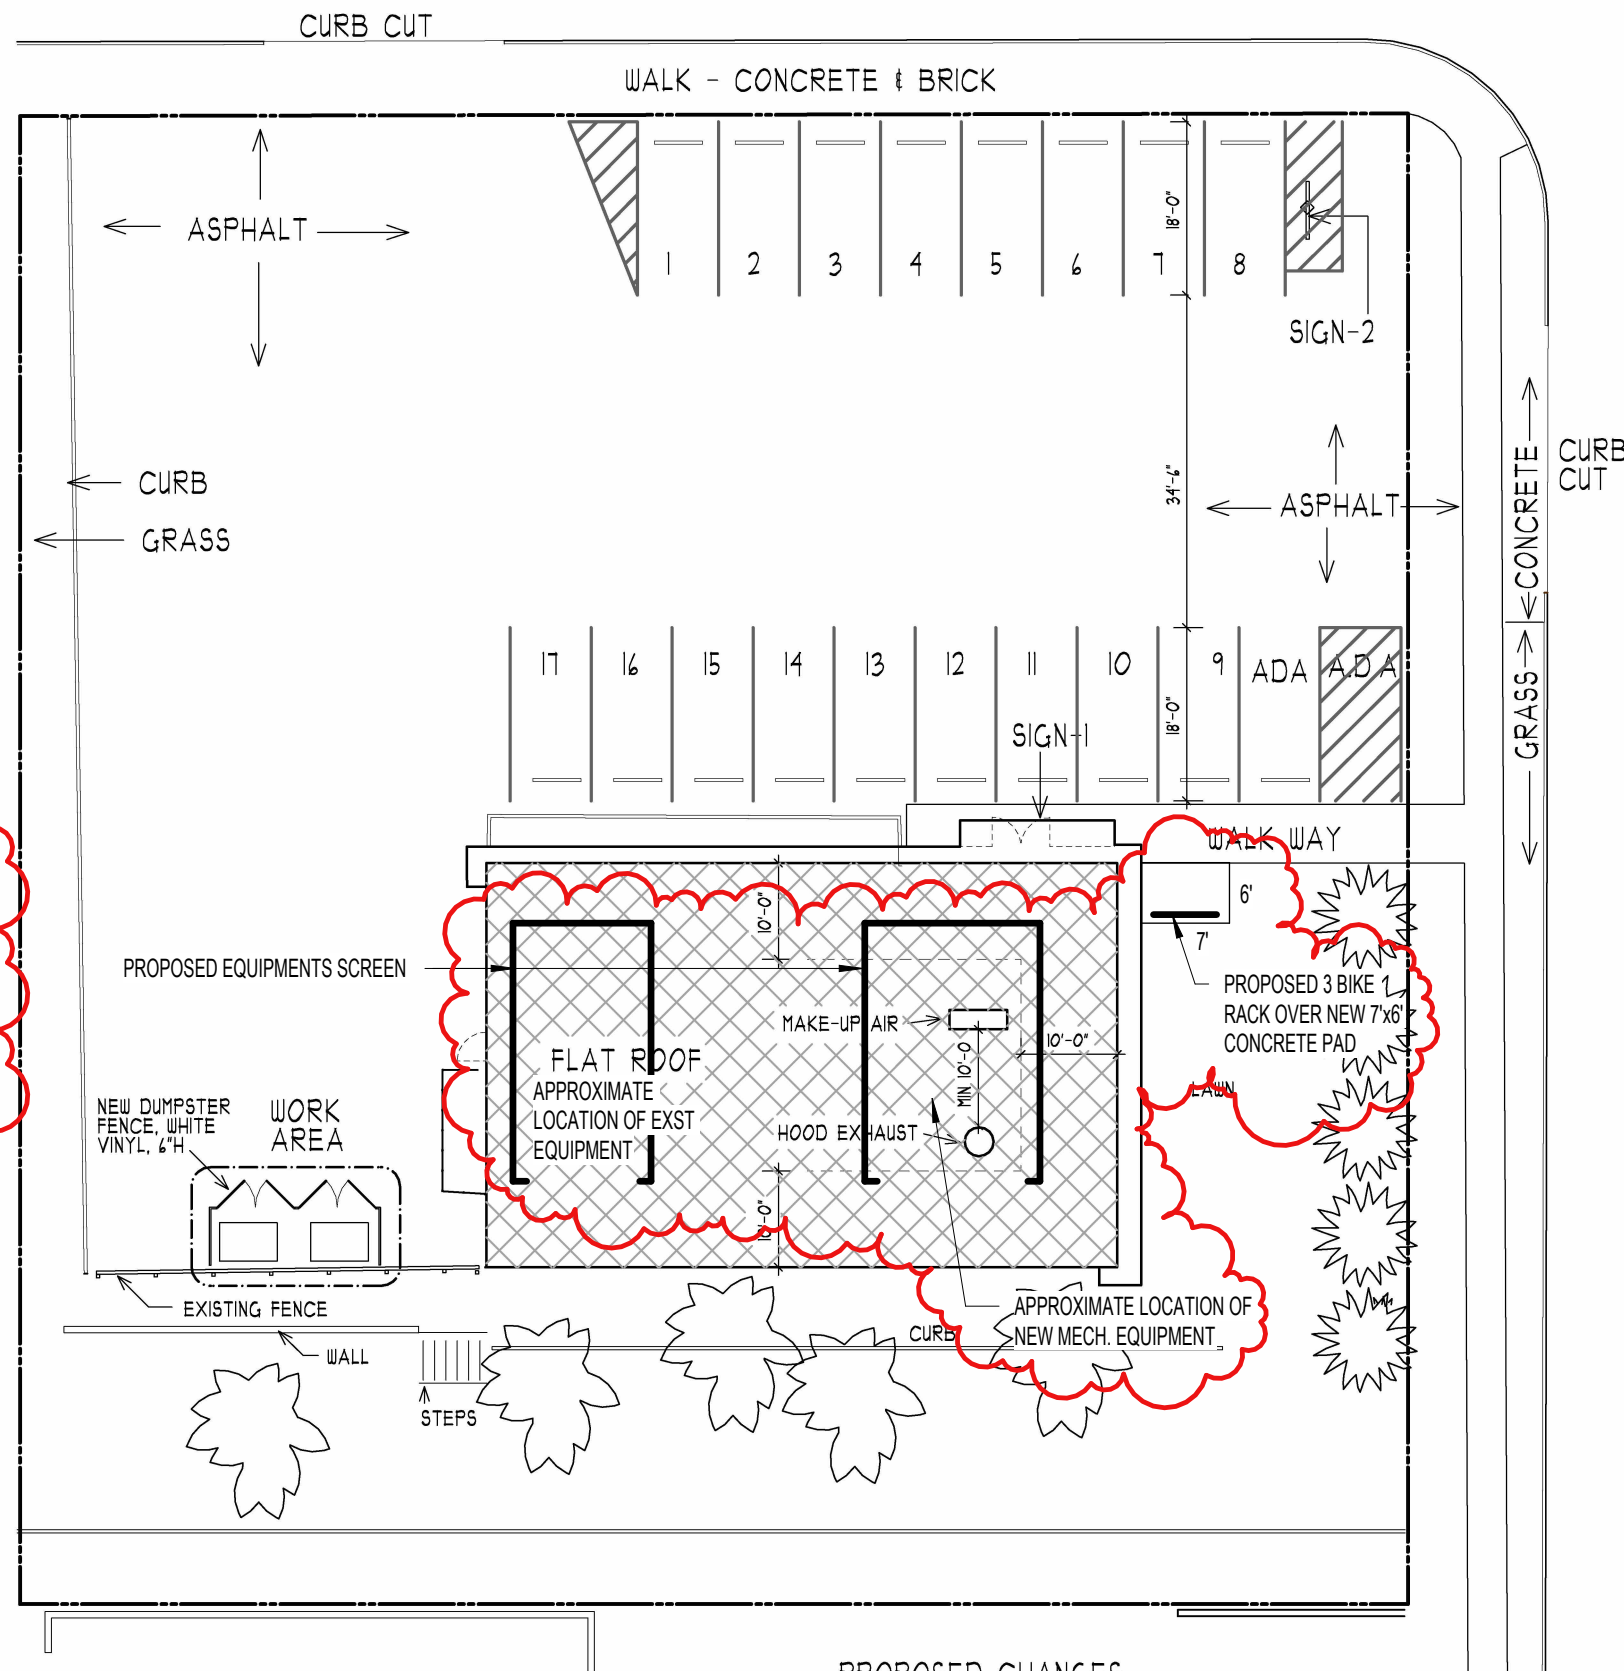 CURB CUT
WALK - CONCRETE & BRICK
ASPHALT
18'-0"
1 2 3 4 5 6 7 8
SIGN-2
CURB
GRASS
34'-6"
ASPHALT
CONCRETE
CURB
CUT
GRASS
17 16 15 14 13 12 11 10 9 ADA A.D.A
18'-0"
SIGN-1
WALK WAY
6'
7'
10'-0"
PROPOSED EQUIPMENTS SCREEN
PROPOSED 3 BIKE
RACK OVER NEW 7'x6'
CONCRETE PAD
MAKE-UP AIR
10'-0"
MIN 10'-0
FLAT ROOF
APPROXIMATE
LOCATION OF EXST
EQUIPMENT
HOOD EXHAUST
LAWN
NEW DUMPSTER
FENCE, WHITE
VINYL, 6"H
WORK
AREA
10'-0"
EXISTING FENCE
APPROXIMATE LOCATION OF
NEW MECH. EQUIPMENT
CURB
WALL
STEPS
PROPOSED CHANGES